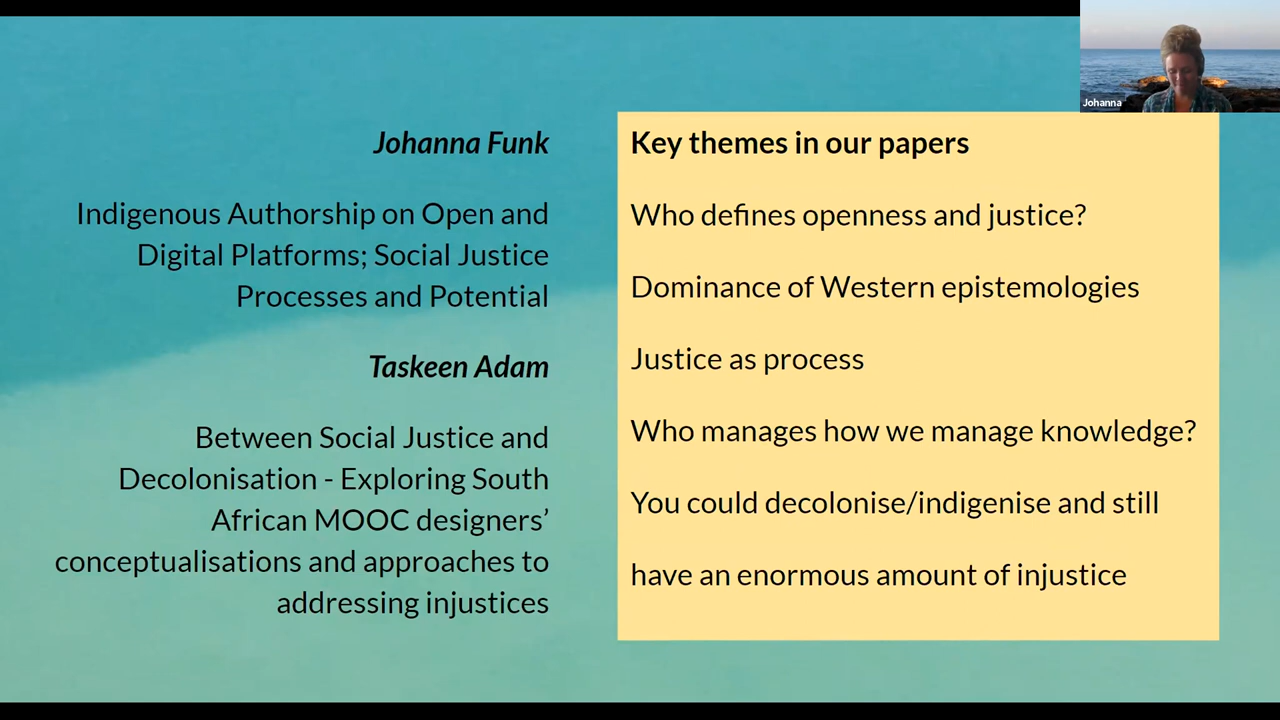 Johanna
Johanna Funk
Indigenous Authorship on Open and
Digital Platforms; Social Justice
Processes and Potential
Taskeen Adam
Between Social Justice and
Decolonisation - Exploring South
African MOOC designers’
conceptualisations and approaches to
addressing injustices
Key themes in our papers
Who defines openness and justice?
Dominance of Western epistemologies
Justice as process
Who manages how we manage knowledge?
You could decolonise/indigenise and still
have an enormous amount of injustice